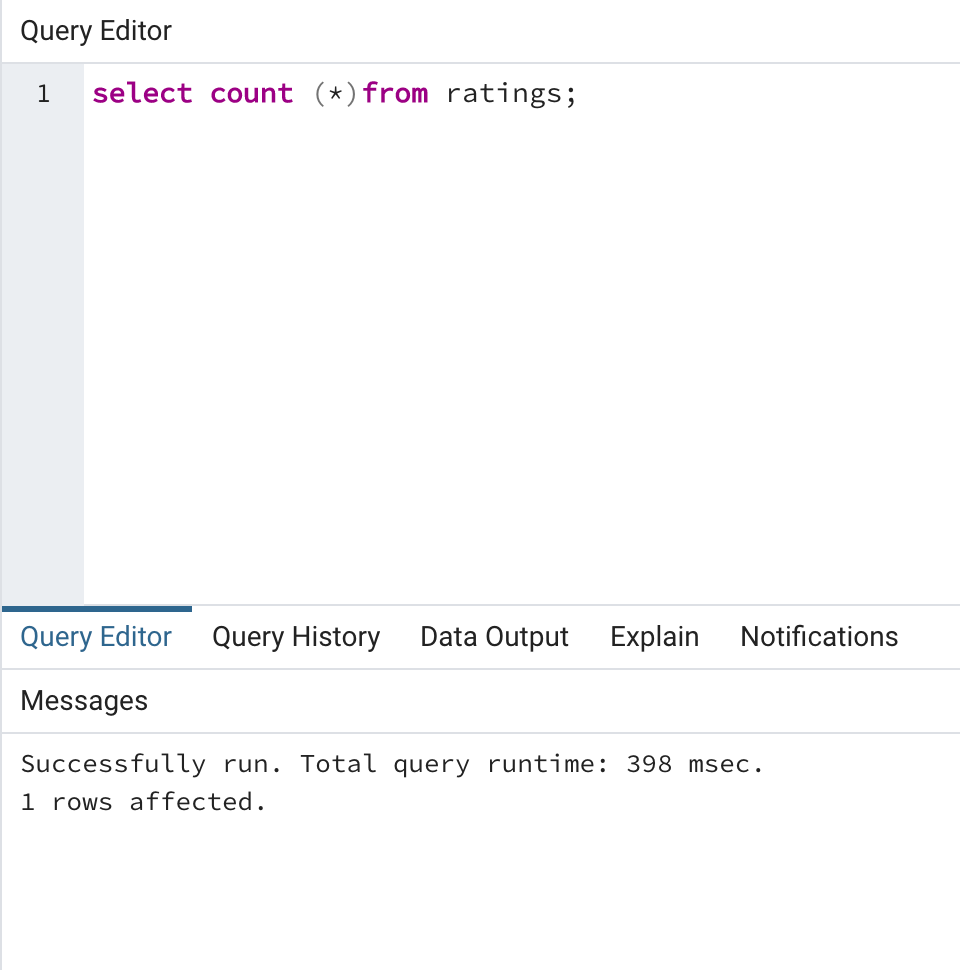 Query Editor
1 select count (*)from ratings;
Query Editor Query History Data Output Explain Notifications
Messages
Successfully run. Total query runtime: 398 msec.
1 rows affected.